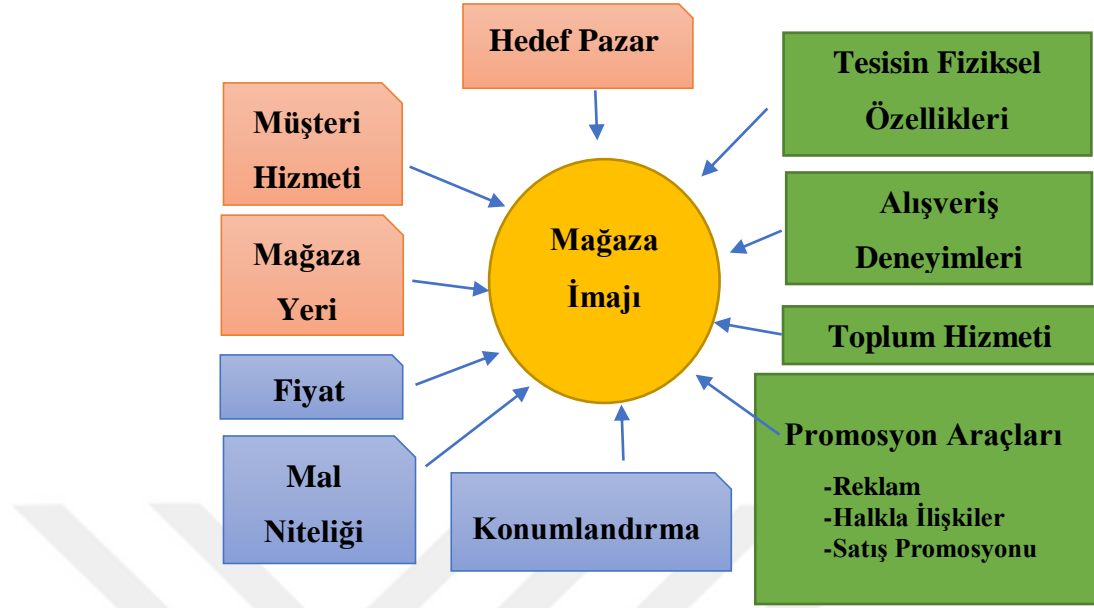 Hedef Pazar
Tesisin Fiziksel
Özellikleri
Müşteri
Hizmeti
Alışveriş
Deneyimleri
Mağaza
İmajı
Mağaza
Yeri
Toplum Hizmeti
Fiyat
Promosyon Araçları
-Reklam
-Halkla İlişkiler
-Satış Promosyonu
Mal
Niteliği
Konumlandırma